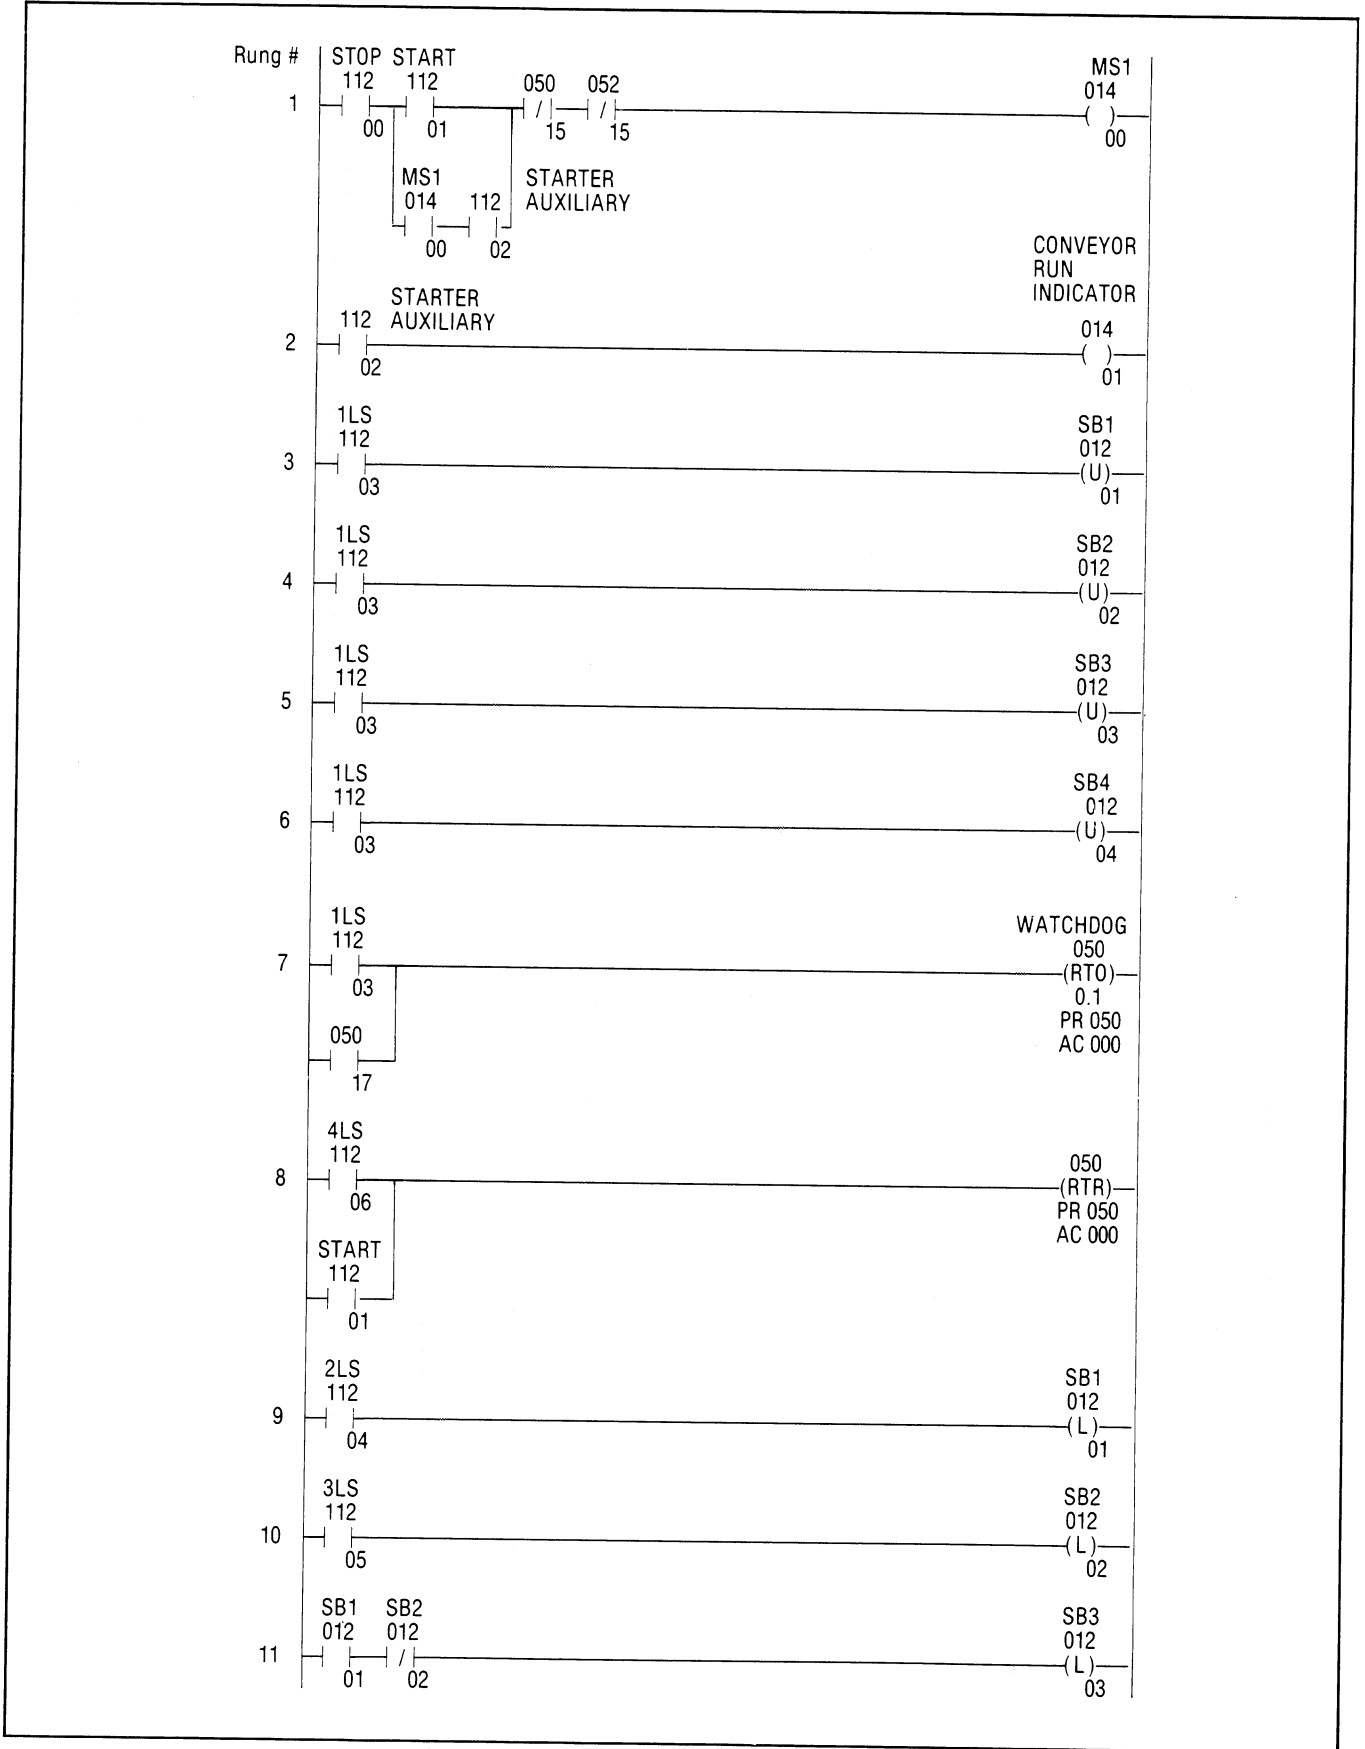 Rung # STOP START MS1
112 112 050 052 014
1 / /
00 01 15 15 00
MS1 STARTER
014 112 AUXILIARY
00 02
CONVEYOR
RUN
INDICATOR
STARTER
112 AUXILIARY 014
2
02 01
1LS SB1
112 012
3 (U)
03 01
1LS SB2
112 012
4 (U)
03 02
1LS SB3
112 012
5 (U)
03 03
1LS SB4
112 012
6 (U)
03 04
1LS WATCHDOG
112 050
7 (RTO)
03 0.1
050 PR 050
17 AC 000
4LS
112 050
8 (RTR)
06 PR 050
START AC 000
112
01
2LS SB1
112 012
9 (L)
04 01
3LS SB2
112 012
10 (L)
05 02
SB1 SB2 SB3
012 012 012
11 / (L)
01 02 03